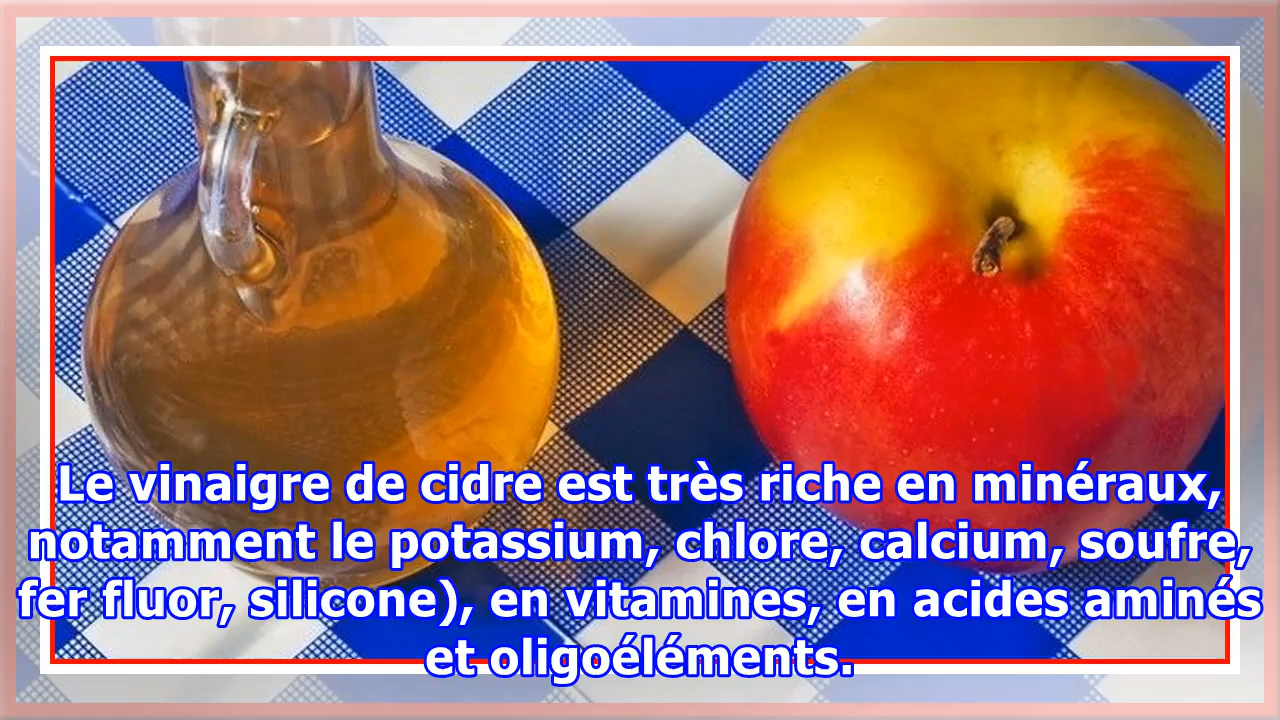 Le vinaigre de cidre est très riche en minéraux,
notamment le potassium, chlore, calcium, soufre,
fer fluor, silicone), en vitamines, en acides aminés
et oligoéléments.